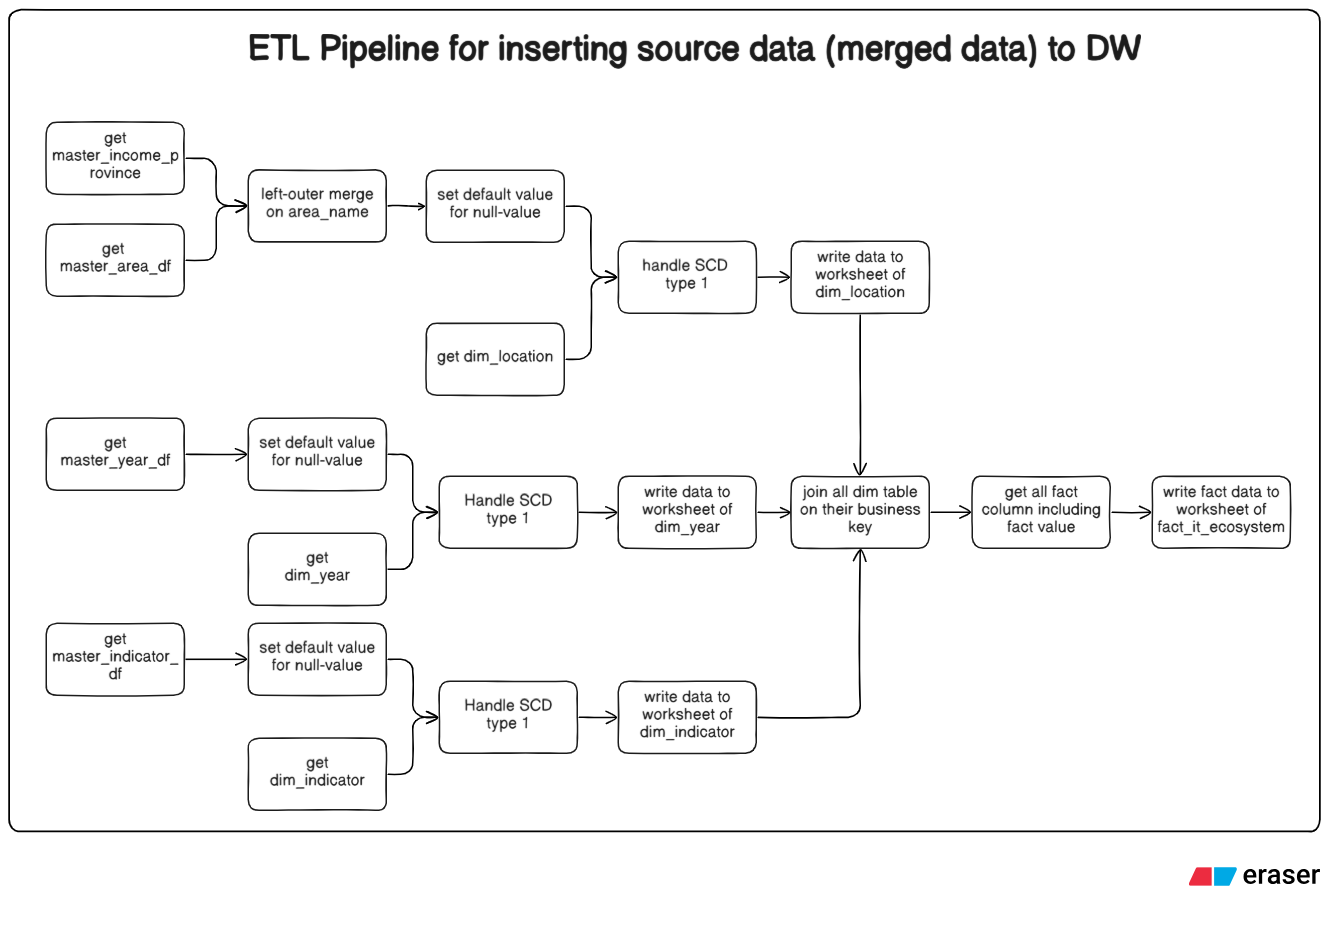 ETL Pipeline for inserting source data (merged data) to DW
get
master_income_p
rovince
get
master_area_df
left-outer merge
on area_name
set default value
for null-value
get dim_location
handle SCD
type 1
write data to
worksheet of
dim_location
get
master_year_df
set default value
for null-value
get
dim_year
Handle SCD
type 1
write data to
worksheet of
dim_year
join all dim table
on their business
key
get all fact
column including
fact value
write fact data to
worksheet of
fact_it_ecosystem
get
master_indicator_
df
set default value
for null-value
get
dim_indicator
Handle SCD
type 1
write data to
worksheet of
dim_indicator
eraser